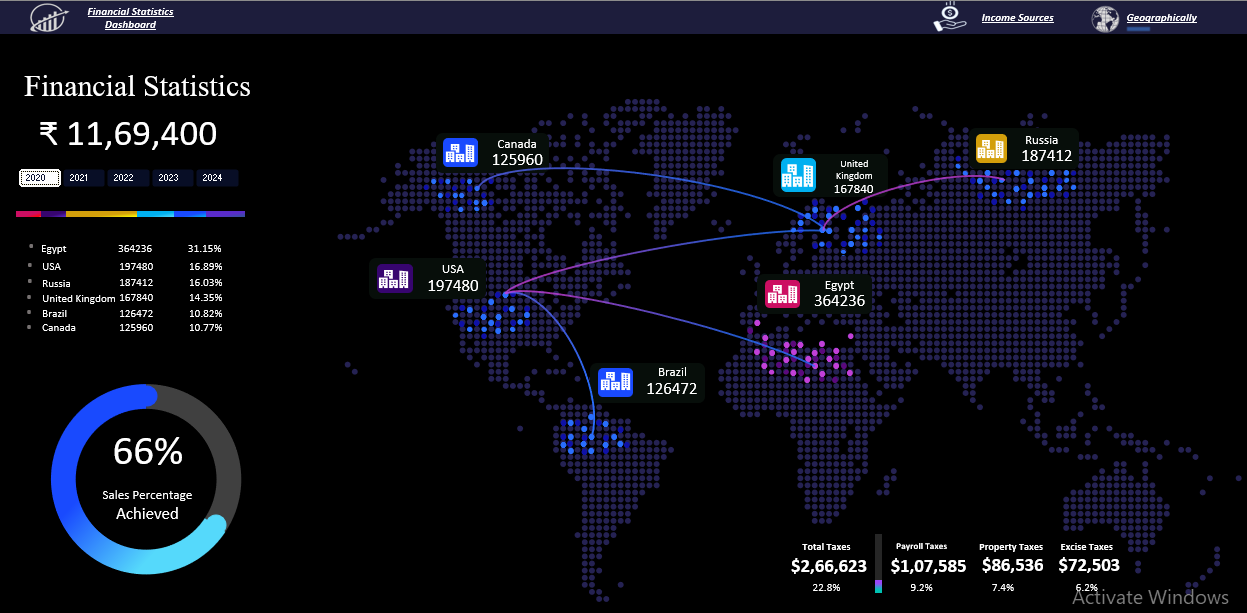 Financial Statistics
Dashboard
Income Sources
Geographically
Financial Statistics
₹ 11,69,400
2020 2021 2022 2023 2024
Egypt 364236 31.15%
USA 197480 16.89%
Russia 187412 16.03%
United Kingdom 167840 14.35%
Brazil 126472 10.82%
Canada 125960 10.77%
66%
Sales Percentage
Achieved
Canada
125960
United
Kingdom
167840
Russia
187412
USA
197480
Egypt
364236
Brazil
126472
Total Taxes Payroll Taxes Property Taxes Excise Taxes
$2,66,623 $1,07,585 $86,536 $72,503
22.8% 9.2% 7.4% 6.2%
Activate Windows